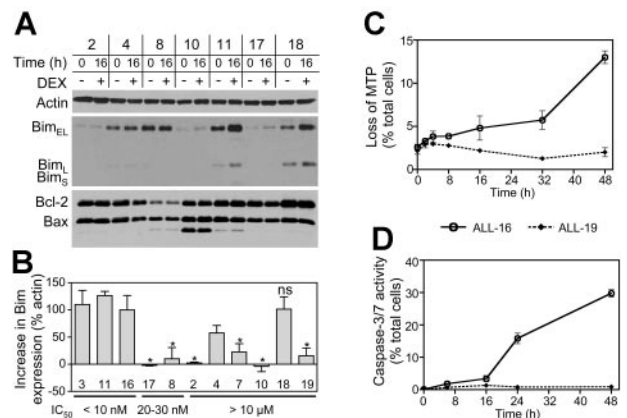 A
2 4 8 10 11 17 18
Time (h) 0 16 0 16 0 16 0 16 0 16 0 16 0 16
DEX - + - + - + - + - + - + - +
Actin
BimEL
BimL
BimS
Bcl-2
Bax
B
Increase in Bim
expression (% actin)
150
100
50
0
-50
* * * * * ns *
3 11 16 17 8 2 4 7 10 18 19
IC50 < 10 nM 20-30 nM > 10 µM
C
Loss of MTP
(% total cells)
15
10
5
0
0 8 16 24 32 40 48
Time (h)
ALL-16 ALL-19
D
Caspase-3/7 activity
(% total cells)
40
30
20
10
0
0 8 16 24 32 40 48
Time (h)